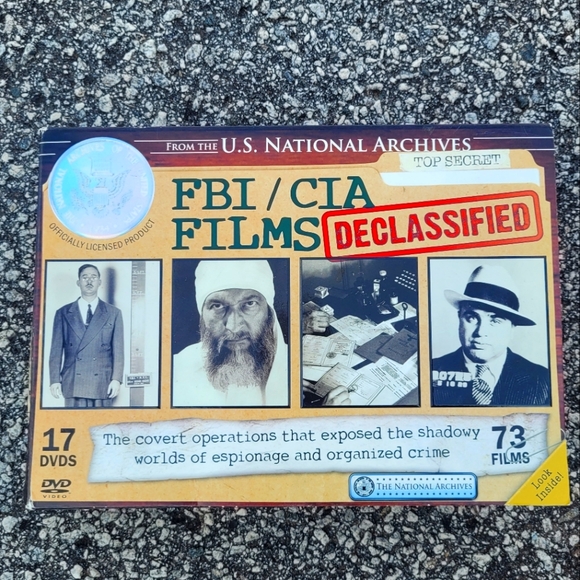 FROM THE U.S. NATIONAL ARCHIVES
TOP SECRET
FBI / CIA
FILMS
DECLASSIFIED
OFFICIALLY LICENSED PRODUCT
17
DVDS
DVD
VIDEO
The covert operations that exposed the shadowy
worlds of espionage and organized crime
73
FILMS
THE NATIONAL ARCHIVES
Look
Inside!